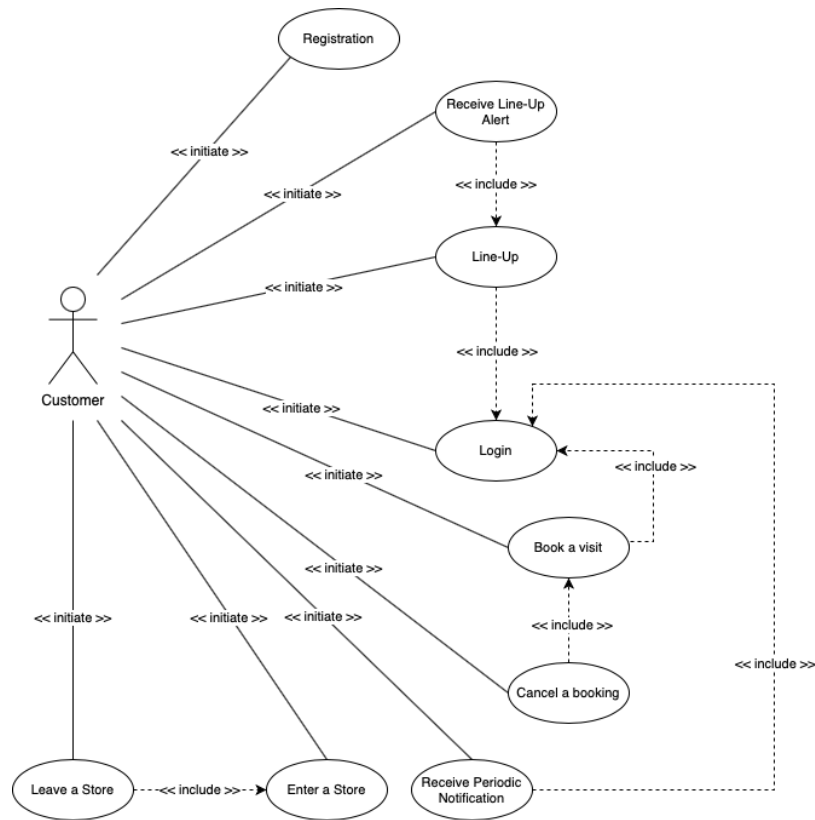 Registration
Receive Line-Up
Alert
<< initiate >>
<< include >>
<< initiate >>
Line-Up
<< initiate >>
<< include >>
Customer
<< initiate >>
Login
<< include >>
<< initiate >>
Book a visit
<< initiate >>
<< initiate >>
<< initiate >>
<< initiate >>
<< include >>
<< include >>
Cancel a booking
Leave a Store
<< include >>
Enter a Store
Receive Periodic
Notification